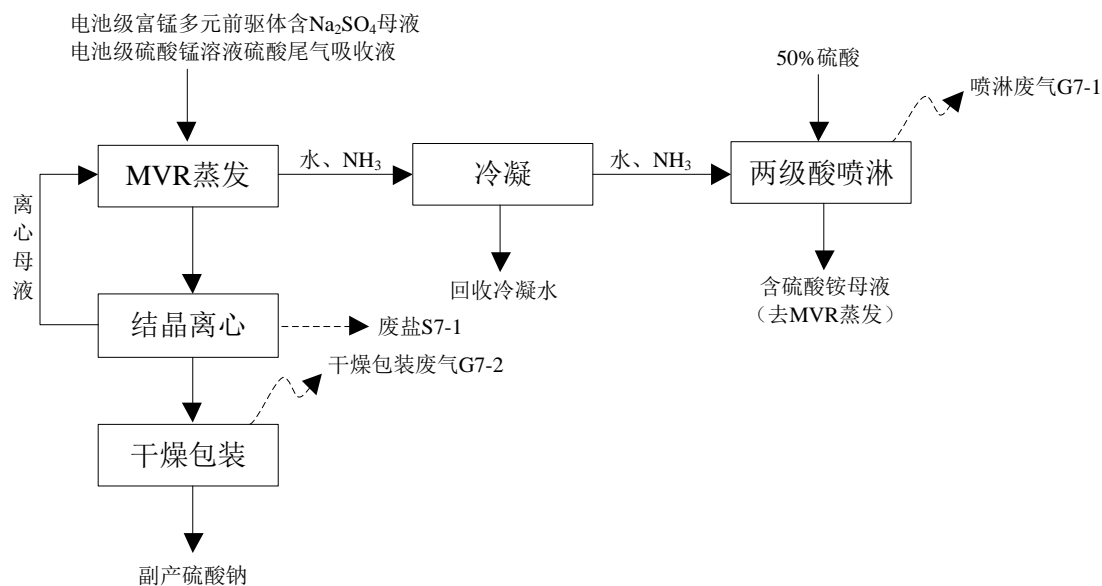 电池级富锰多元前驱体含Na₂SO₄母液
电池级硫酸锰溶液硫酸尾气吸收液
50%硫酸
喷淋废气G7-1
MVR蒸发
水、NH₃
冷凝
水、NH₃
两级酸喷淋
离心母液
回收冷凝水
含硫酸铵母液
（去MVR蒸发）
结晶离心
废盐S7-1
干燥包装废气G7-2
干燥包装
副产硫酸钠